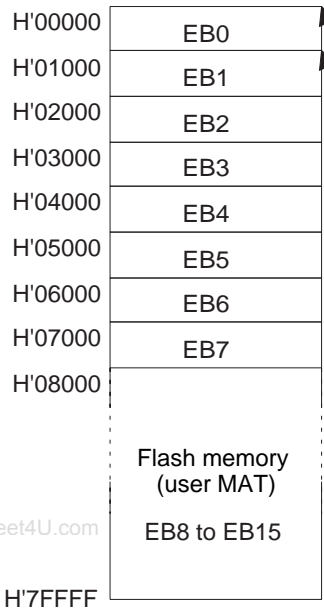 H'00000
EB0
H'01000
EB1
H'02000
EB2
H'03000
EB3
H'04000
EB4
H'05000
EB5
H'06000
EB6
H'07000
EB7
H'08000
Flash memory
(user MAT)
eet4U.com
EB8 to EB15
H'7FFFF